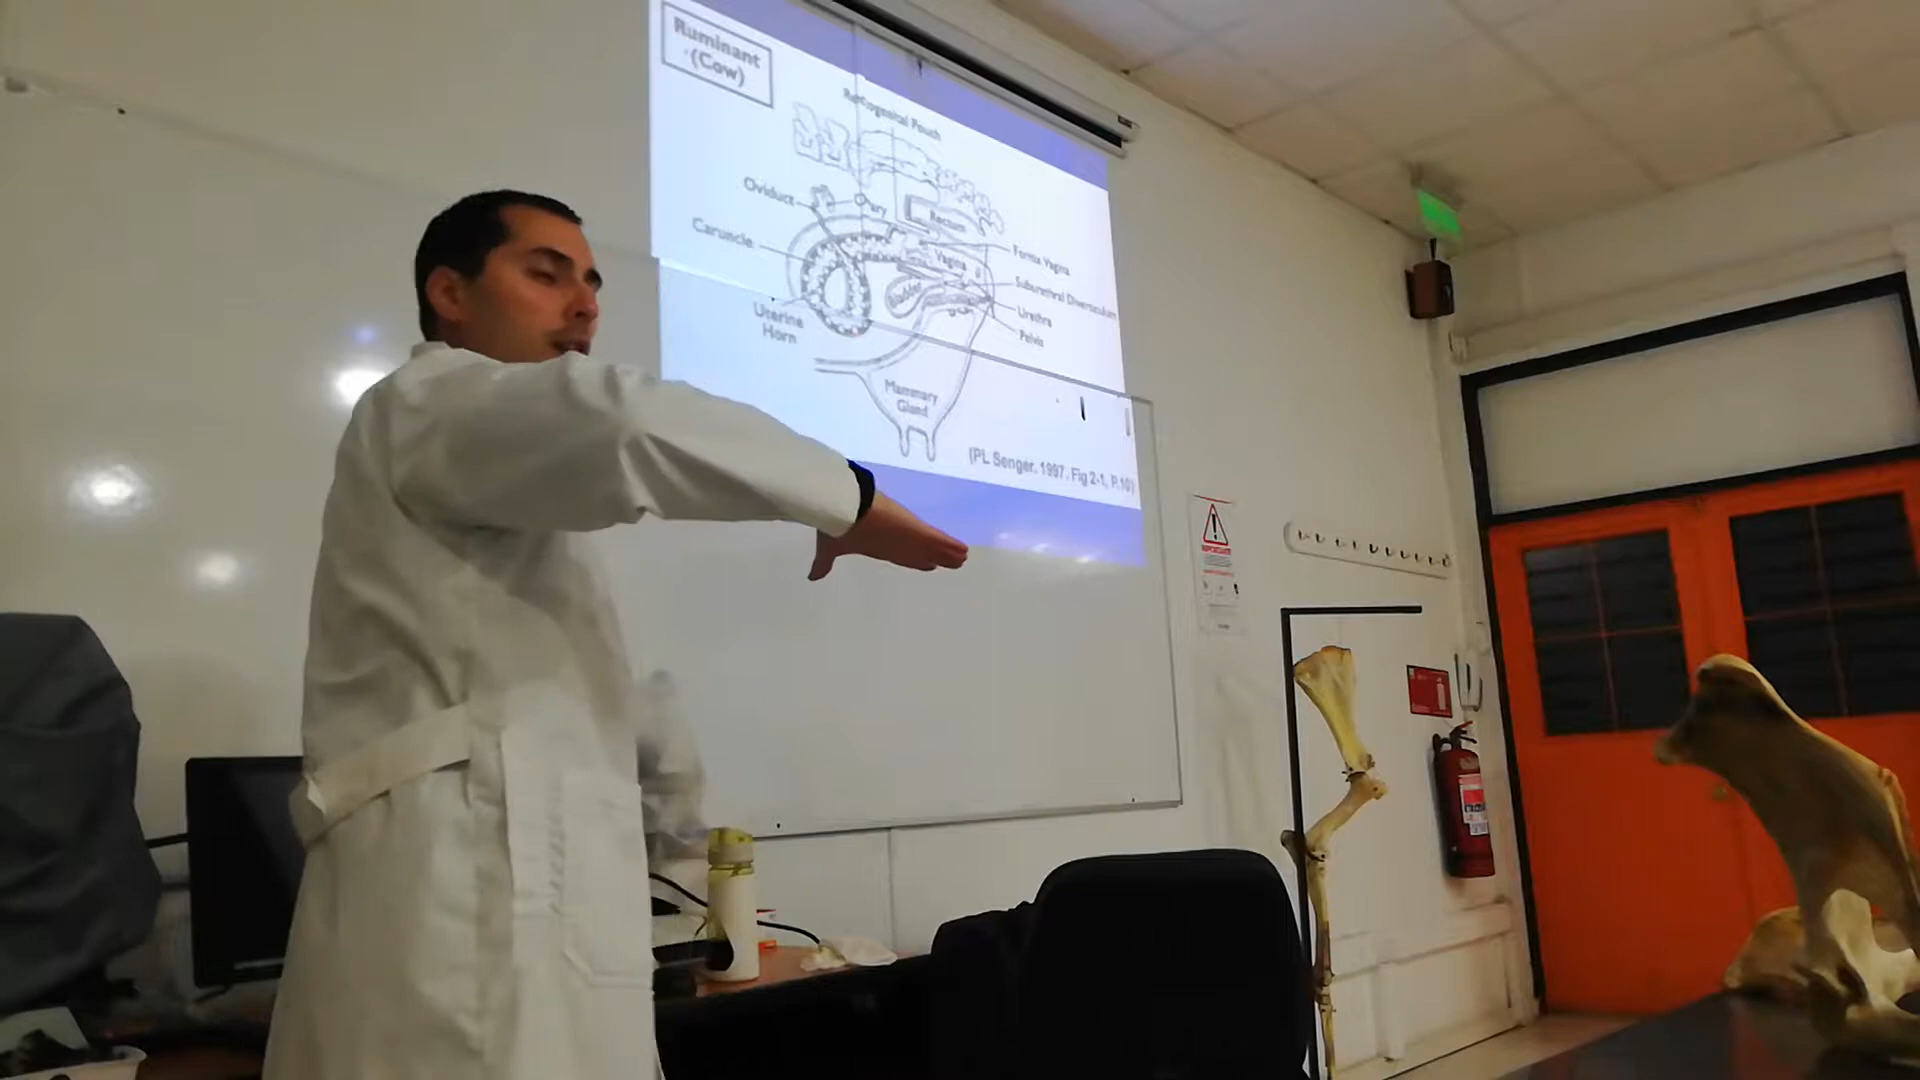 Ruminant
(Cow)
Rectogenital Pouch
Oviduct
Ovary
Rectum
Caruncle
Vagina
Fornix Vagina
Bladder
Suburethral Diverticulum
Uterine
Horn
Urethra
Pelvis
Mammary
Gland
(PL Senger, 1997, Fig 2-1, P.10)